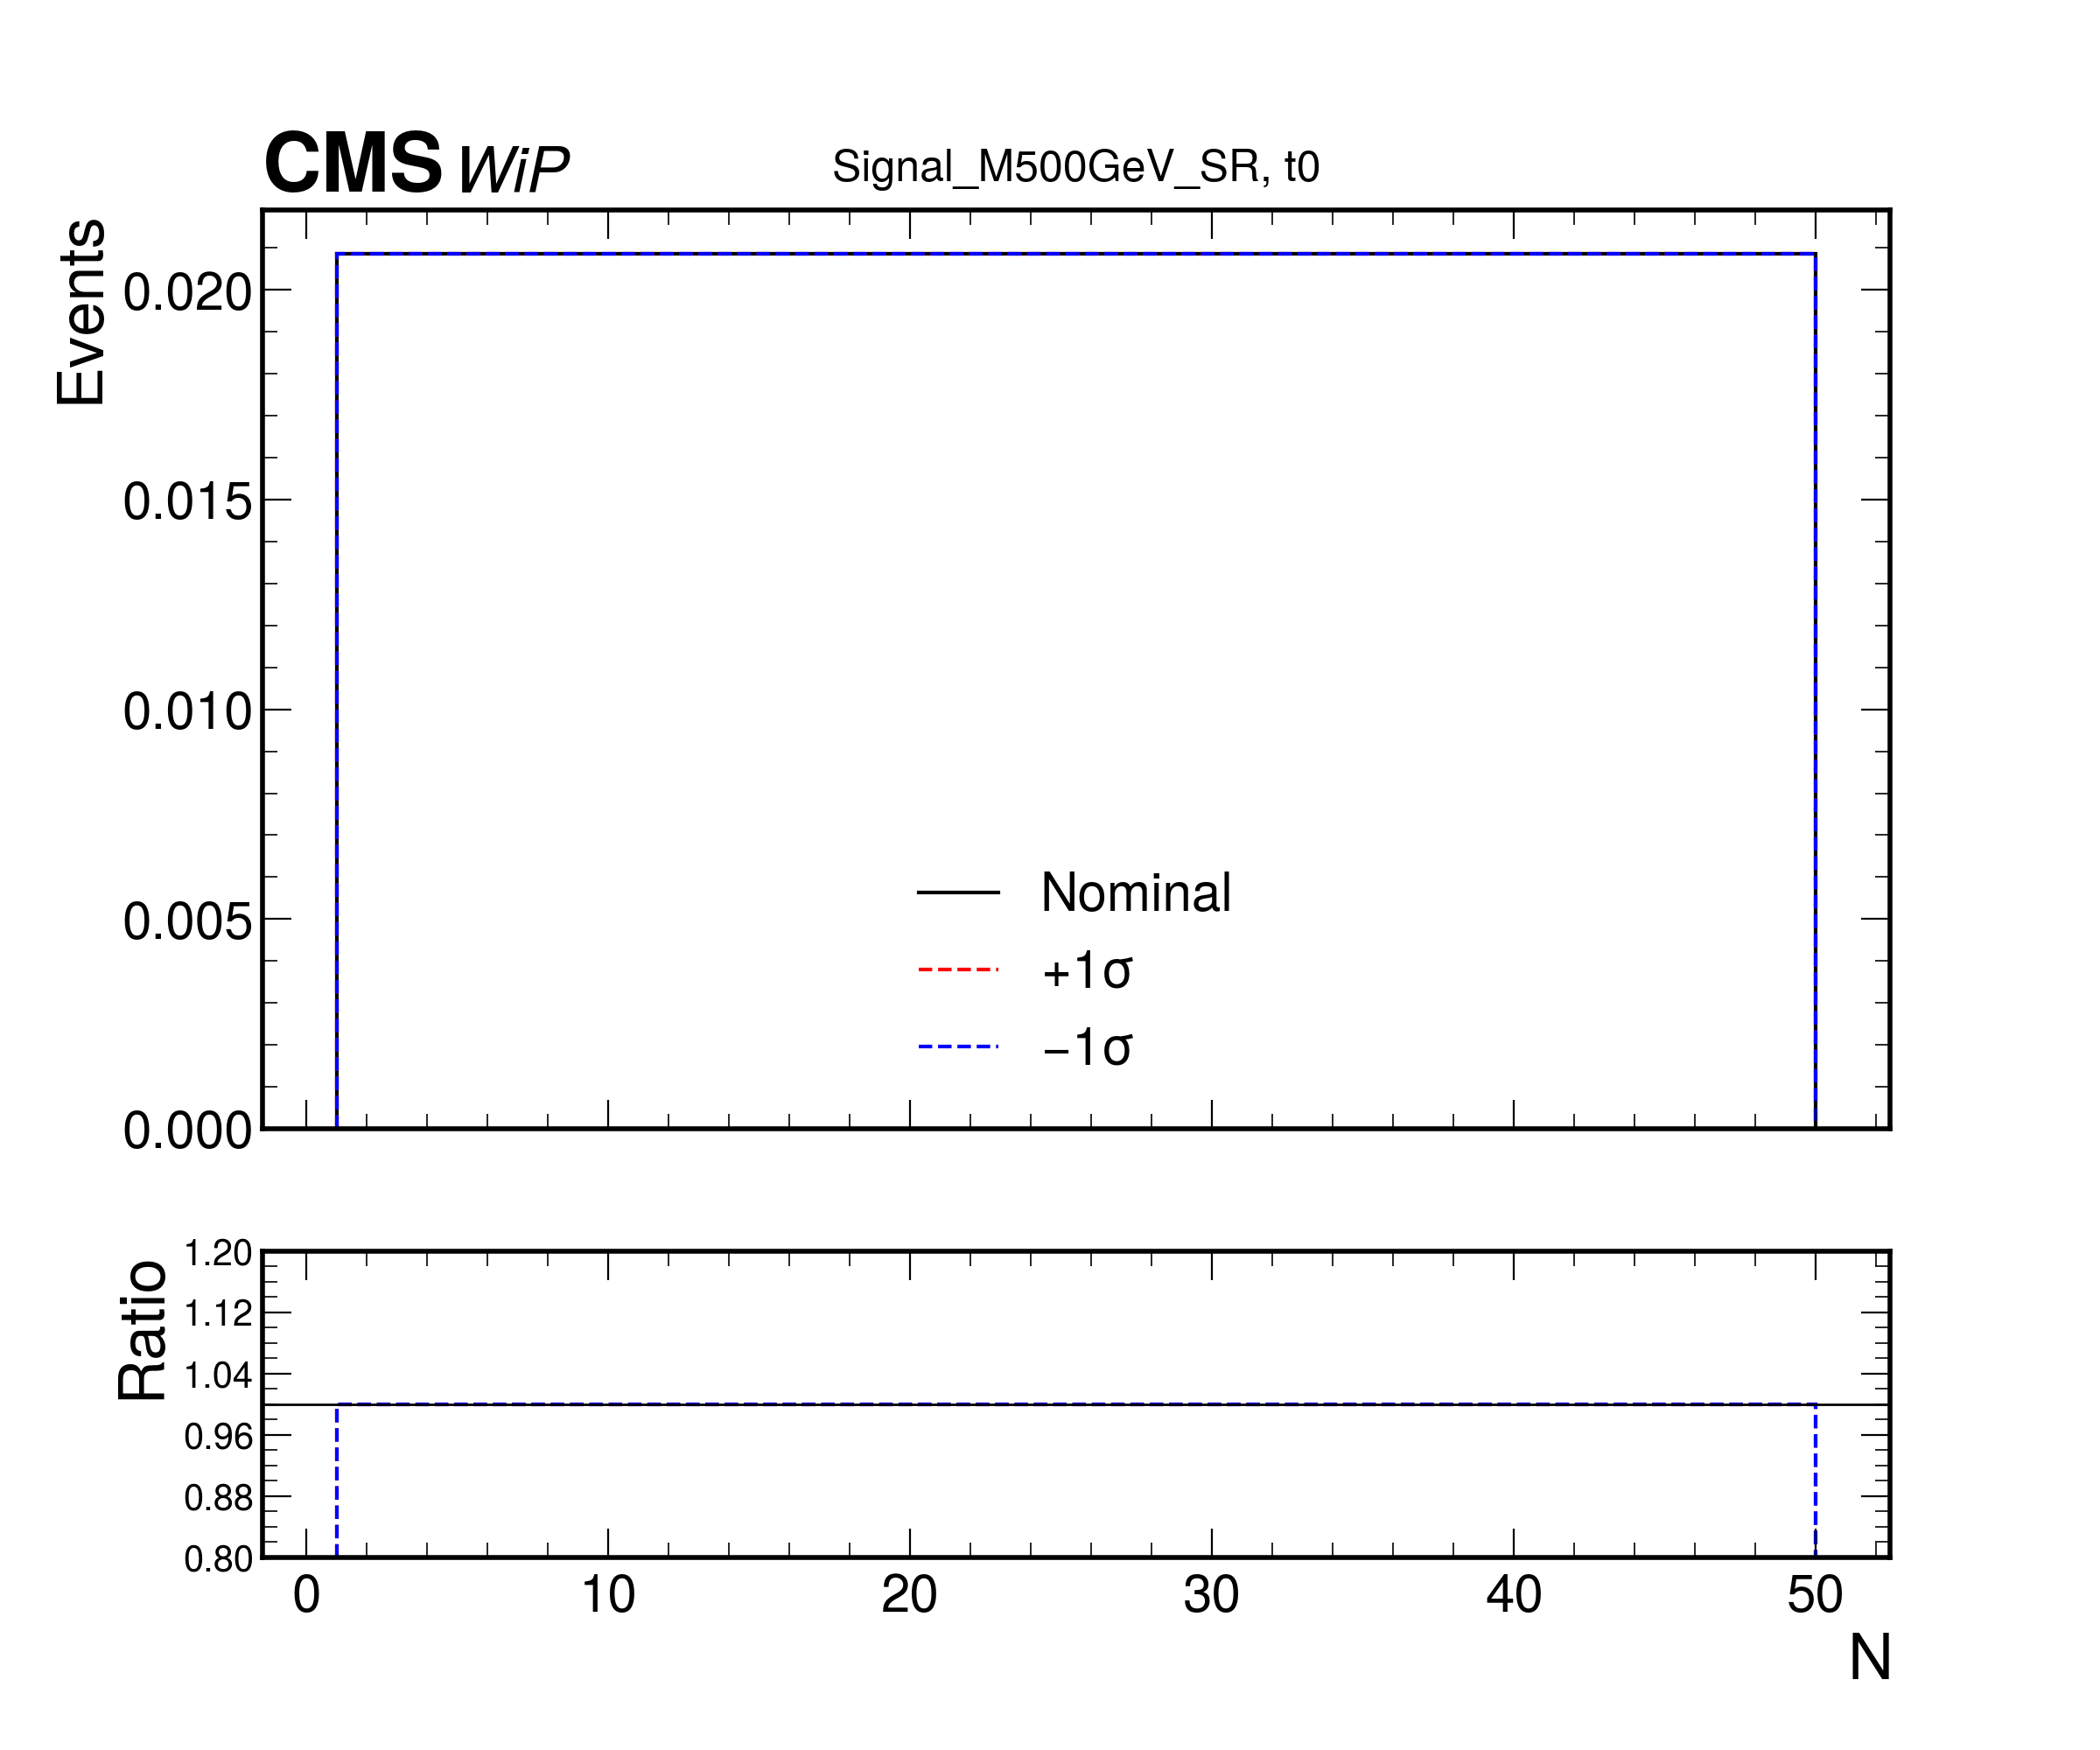 CMS WiP
Signal_M500GeV_SR, t0
Events
0.020
0.015
0.010
0.005
0.000
Nominal
+1σ
−1σ
Ratio
1.20
1.12
1.04
0.96
0.88
0.80
0 10 20 30 40 50
N